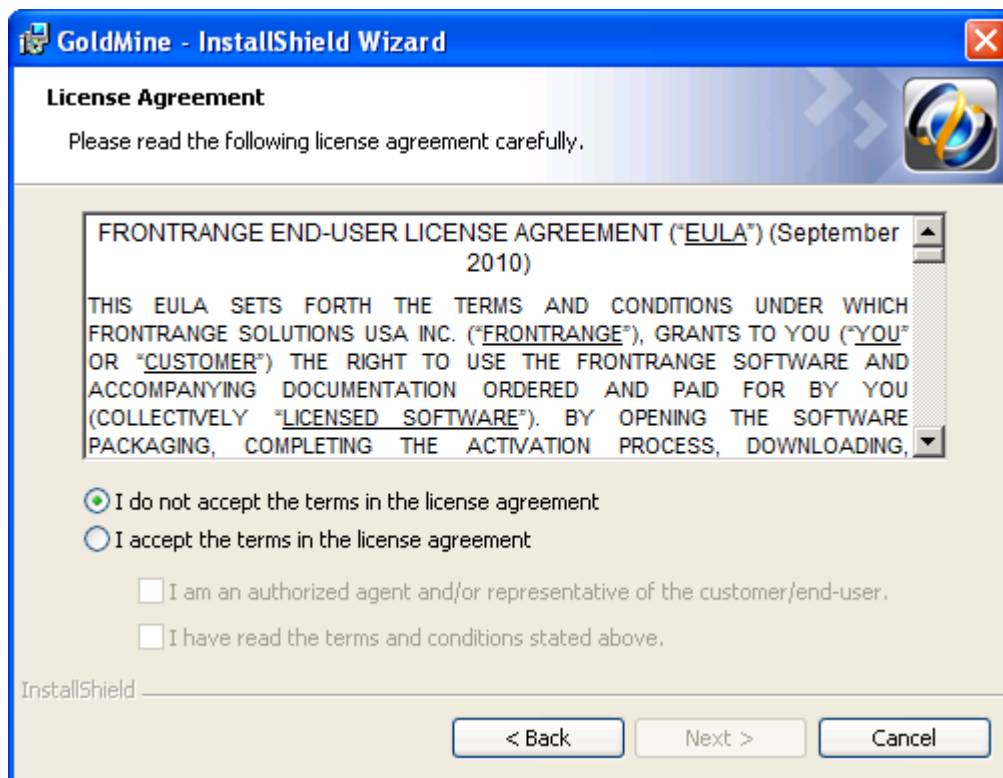 GoldMine - InstallShield Wizard
License Agreement
Please read the following license agreement carefully.
FRONTRANGE END-USER LICENSE AGREEMENT (“EULA”) (September
2010)
THIS EULA SETS FORTH THE TERMS AND CONDITIONS UNDER WHICH
FRONTRANGE SOLUTIONS USA INC. (“FRONTRANGE”), GRANTS TO YOU (“YOU”
OR “CUSTOMER”) THE RIGHT TO USE THE FRONTRANGE SOFTWARE AND
ACCOMPANYING DOCUMENTATION ORDERED AND PAID FOR BY YOU
(COLLECTIVELY “LICENSED SOFTWARE”). BY OPENING THE SOFTWARE
PACKAGING, COMPLETING THE ACTIVATION PROCESS, DOWNLOADING,
I do not accept the terms in the license agreement
I accept the terms in the license agreement
I am an authorized agent and/or representative of the customer/end-user.
I have read the terms and conditions stated above.
InstallShield
< Back
Next >
Cancel